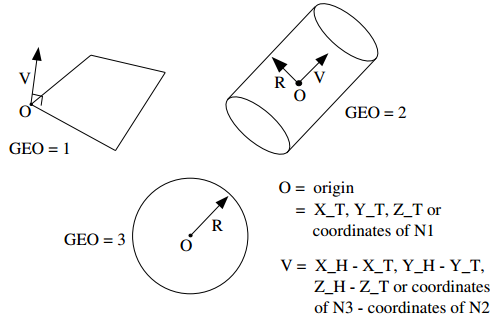 V
O
GEO = 1
R
V
O
GEO = 2
GEO = 3
R
O
O = origin
= X_T, Y_T, Z_T or
coordinates of N1
V = X_H - X_T, Y_H - Y_T,
Z_H - Z_T or coordinates
of N3 - coordinates of N2